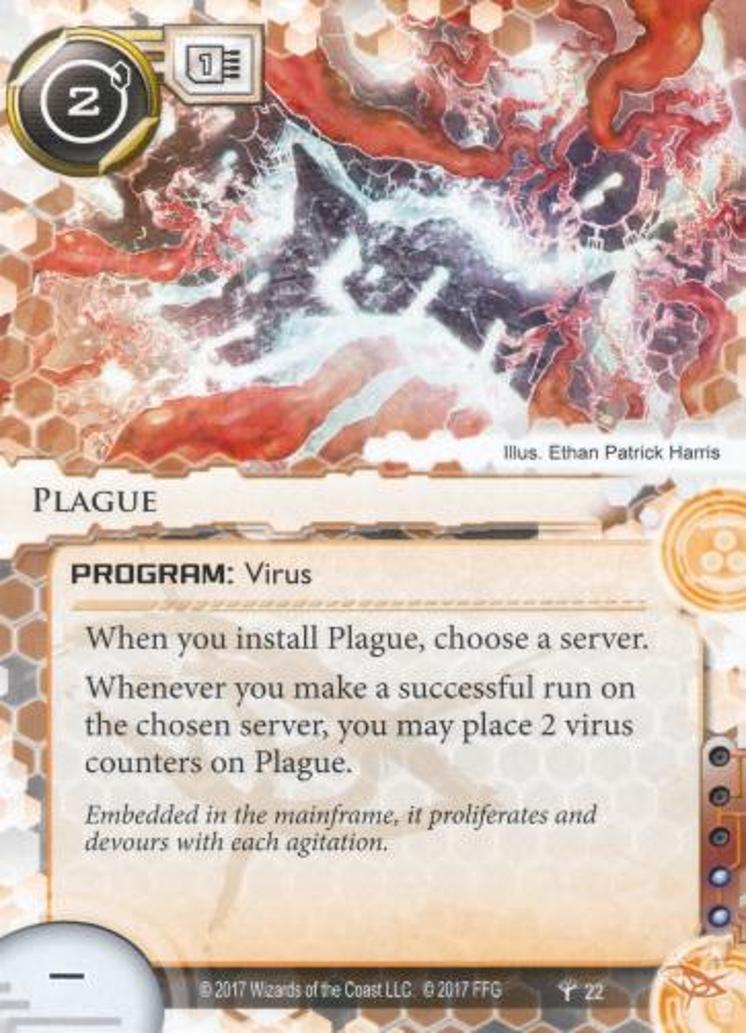 2
1
Illus. Ethan Patrick Harris
PLAGUE
PROGRAM: Virus
When you install Plague, choose a server.
Whenever you make a successful run on
the chosen server, you may place 2 virus
counters on Plague.
Embedded in the mainframe, it proliferates and
devours with each agitation.
–
© 2017 Wizards of the Coast LLC. © 2017 FFG
22